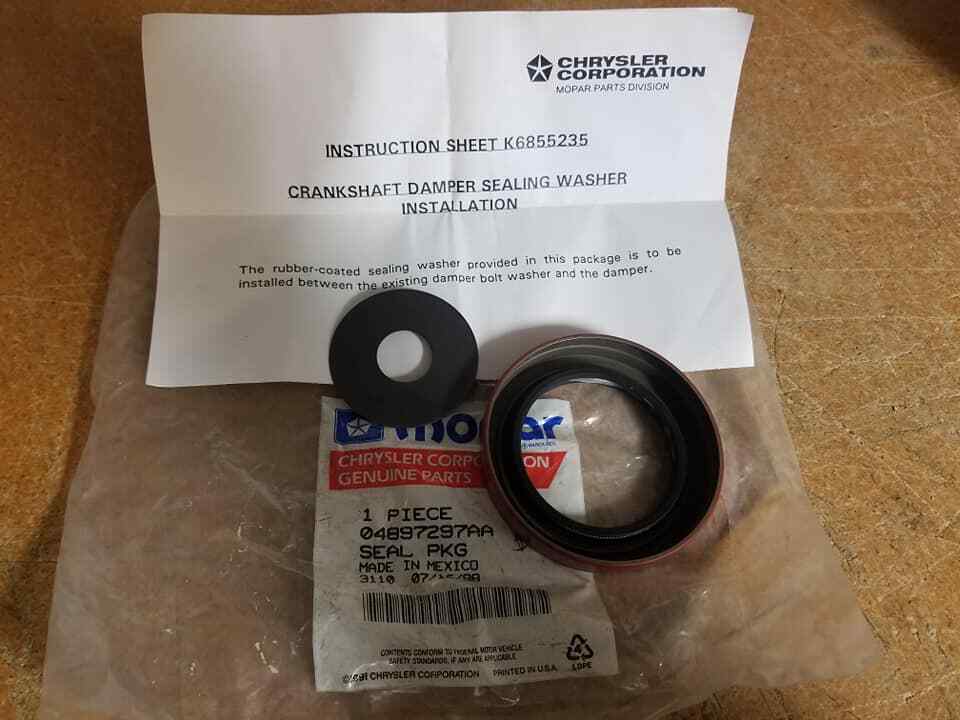 CHRYSLER
CORPORATION
MOPAR PARTS DIVISION
INSTRUCTION SHEET K6855235
CRANKSHAFT DAMPER SEALING WASHER
INSTALLATION
The rubber-coated sealing washer provided in this package is to be
installed between the existing damper bolt washer and the damper.
CHRYSLER CORPORATION
GENUINE PARTS
1 PIECE
04897297AA
SEAL PKG
MADE IN MEXICO
3110
CONTENTS CONFORM TO FEDERAL MOTOR VEHICLE
SAFETY STANDARDS, IF ANY ARE APPLICABLE.
©1991 CHRYSLER CORPORATION PRINTED IN U.S.A.
4
LDPE